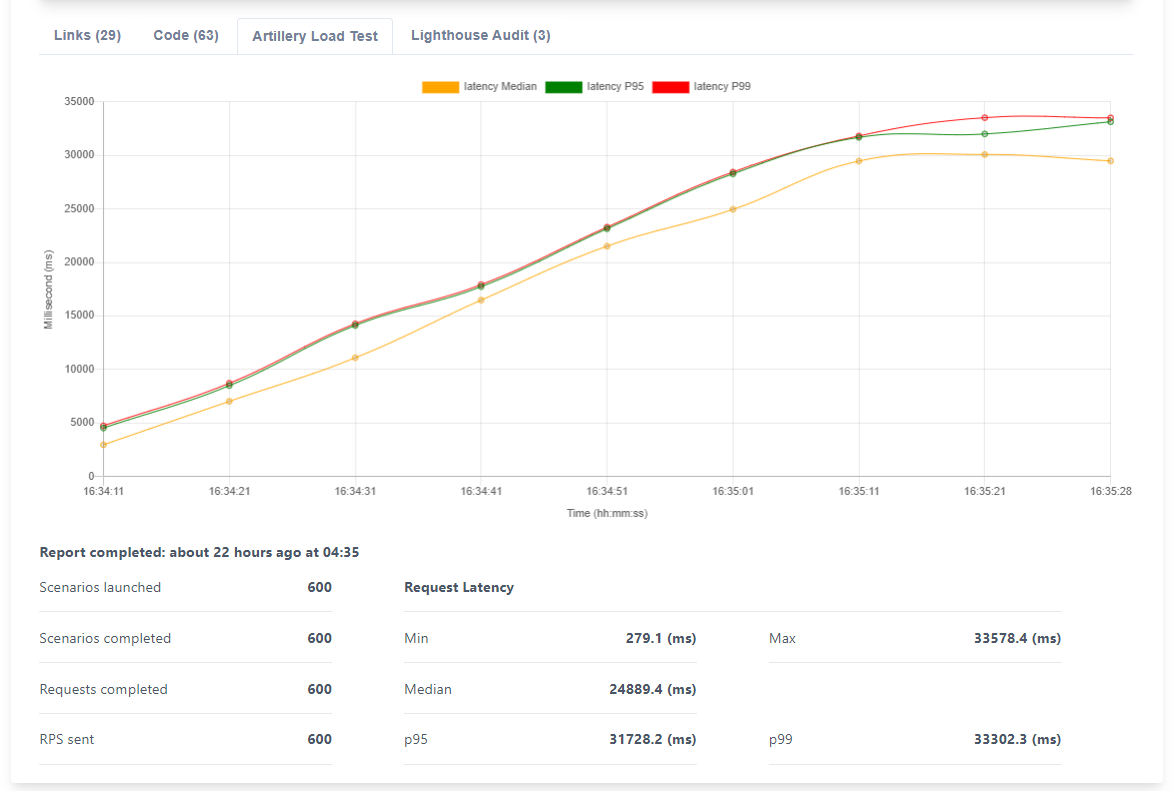 Links (29) Code (63) Artillery Load Test Lighthouse Audit (3)
latency Median latency P95 latency P99
35000
30000
25000
20000
15000
10000
5000
0
Millisecond (ms)
16:34:11 16:34:21 16:34:31 16:34:41 16:34:51 16:35:01 16:35:11 16:35:21 16:35:28
Time (hh:mm:ss)
Report completed: about 22 hours ago at 04:35
Scenarios launched 600 Request Latency
Scenarios completed 600 Min 279.1 (ms) Max 33578.4 (ms)
Requests completed 600 Median 24889.4 (ms)
RPS sent 600 p95 31728.2 (ms) p99 33302.3 (ms)